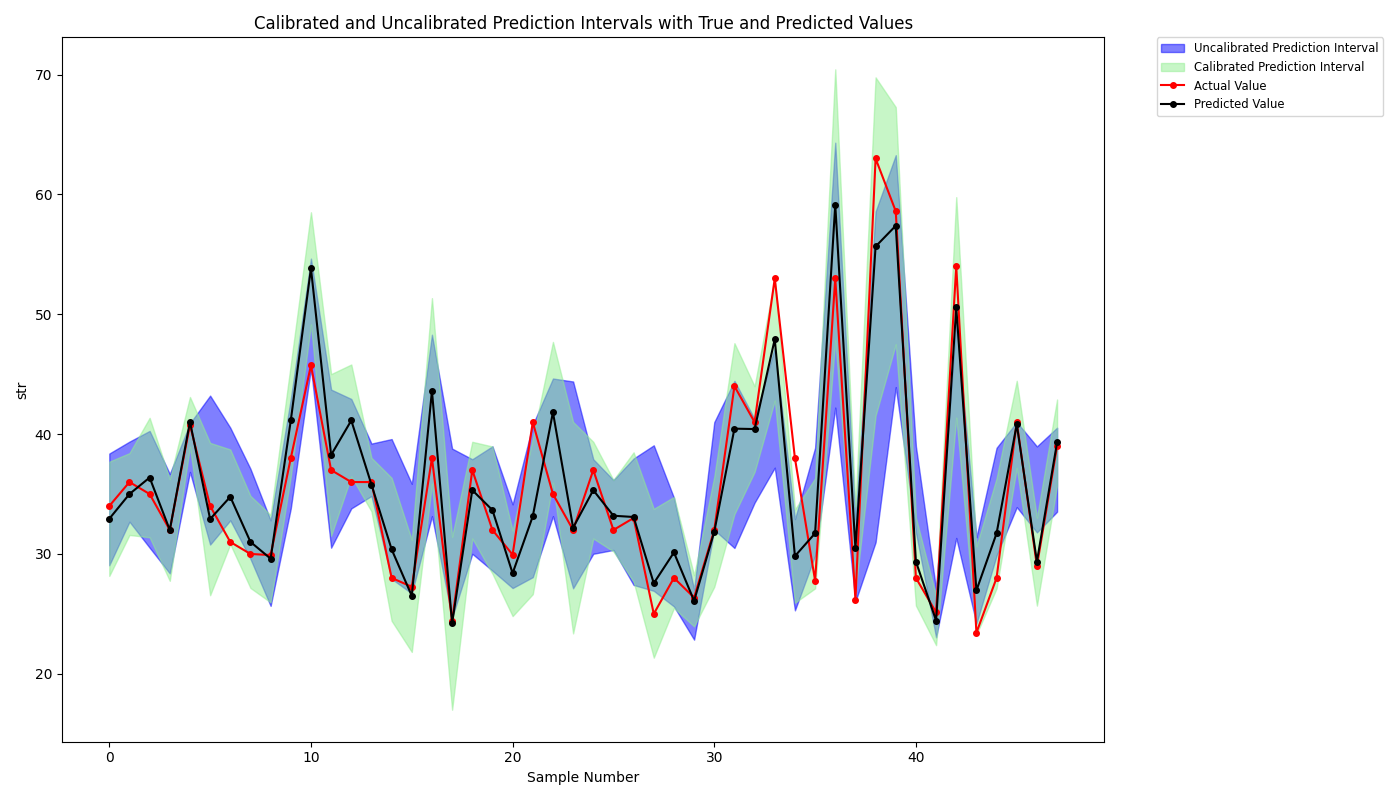 Calibrated and Uncalibrated Prediction Intervals with True and Predicted Values
Uncalibrated Prediction Interval
Calibrated Prediction Interval
Actual Value
Predicted Value
70
60
50
40
30
20
str
0 10 20 30 40
Sample Number